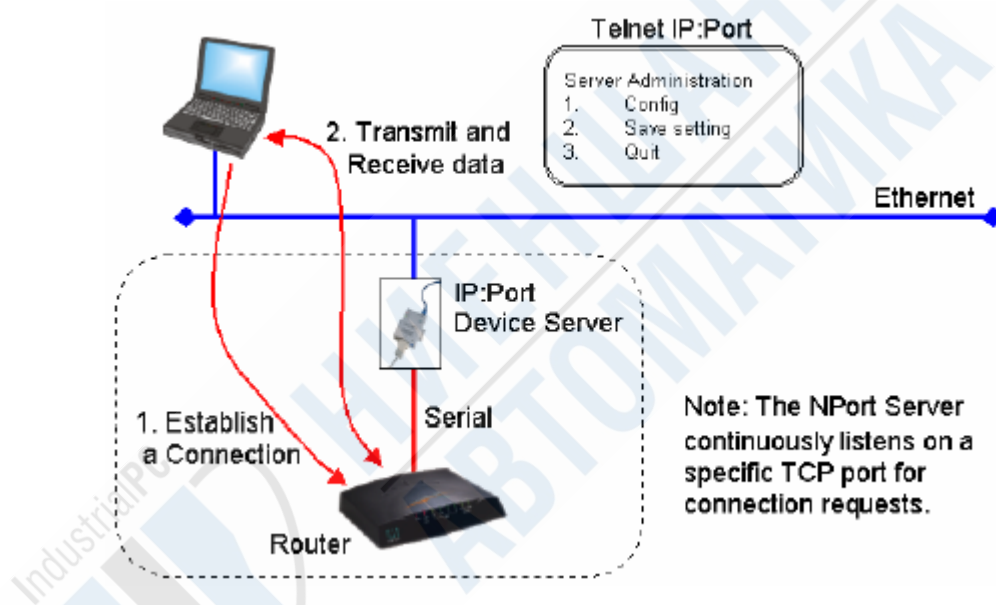 Telnet IP:Port
Server Administration
1. Config
2. Save setting
3. Quit
2. Transmit and
Receive data
Ethernet
IP:Port
Device Server
1. Establish
a Connection
Serial
Note: The NPort Server
continuously listens on a
specific TCP port for
connection requests.
Router
АВТОМАТИКА